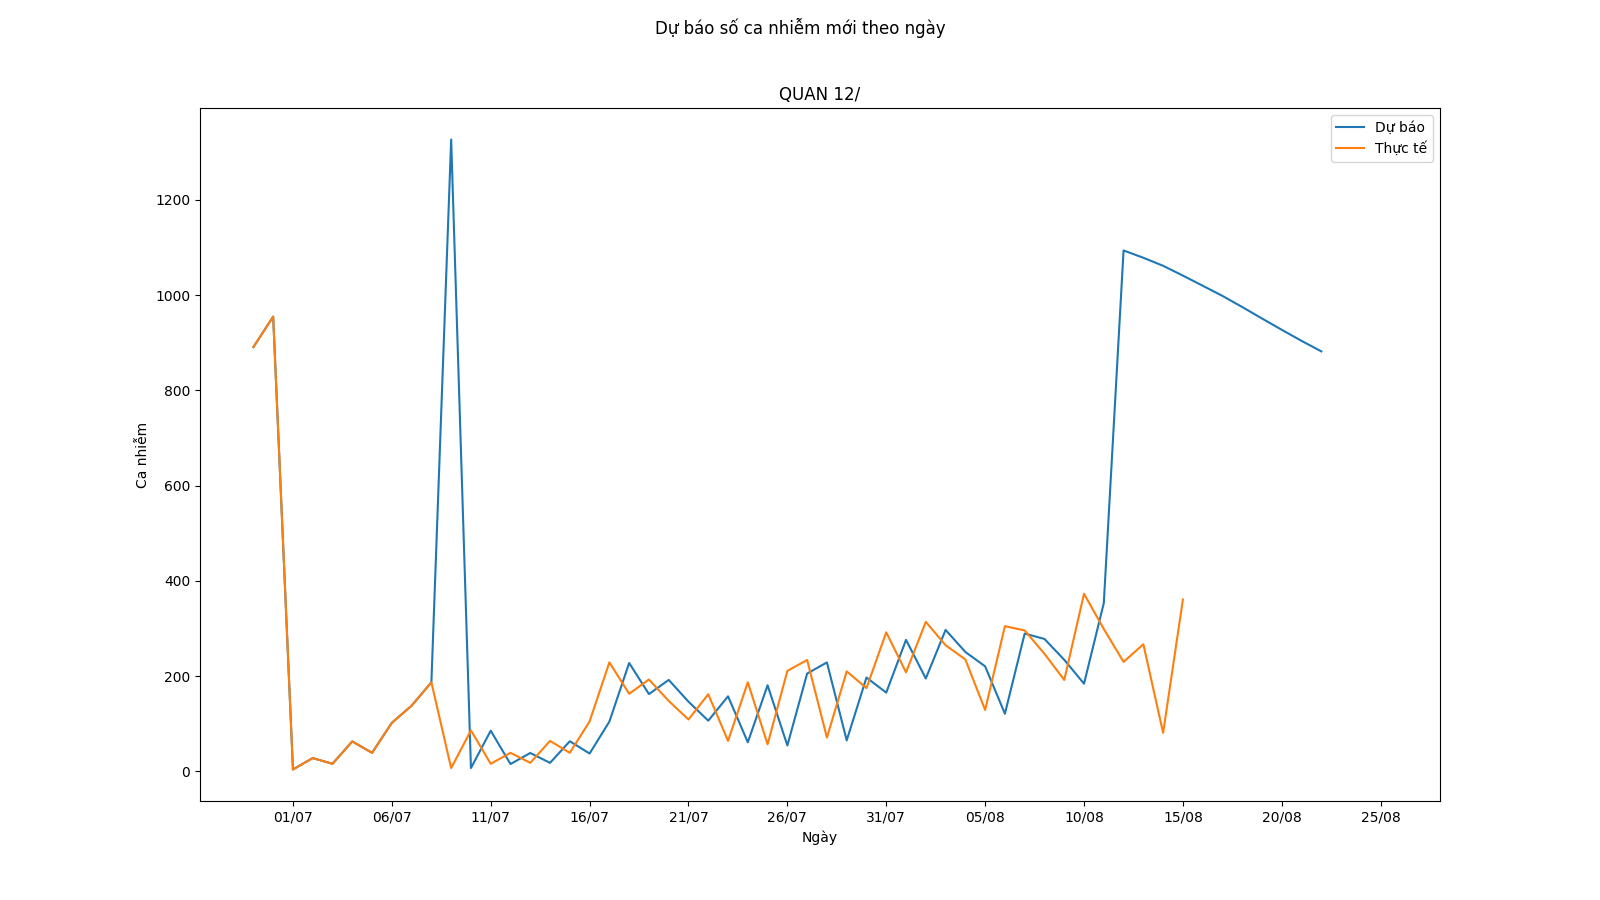 Dự báo số ca nhiễm mới theo ngày
QUAN 12/
Dự báo
Thực tế
1200
1000
800
600
400
200
0
Ca nhiễm
01/07 06/07 11/07 16/07 21/07 26/07 31/07 05/08 10/08 15/08 20/08 25/08
Ngày